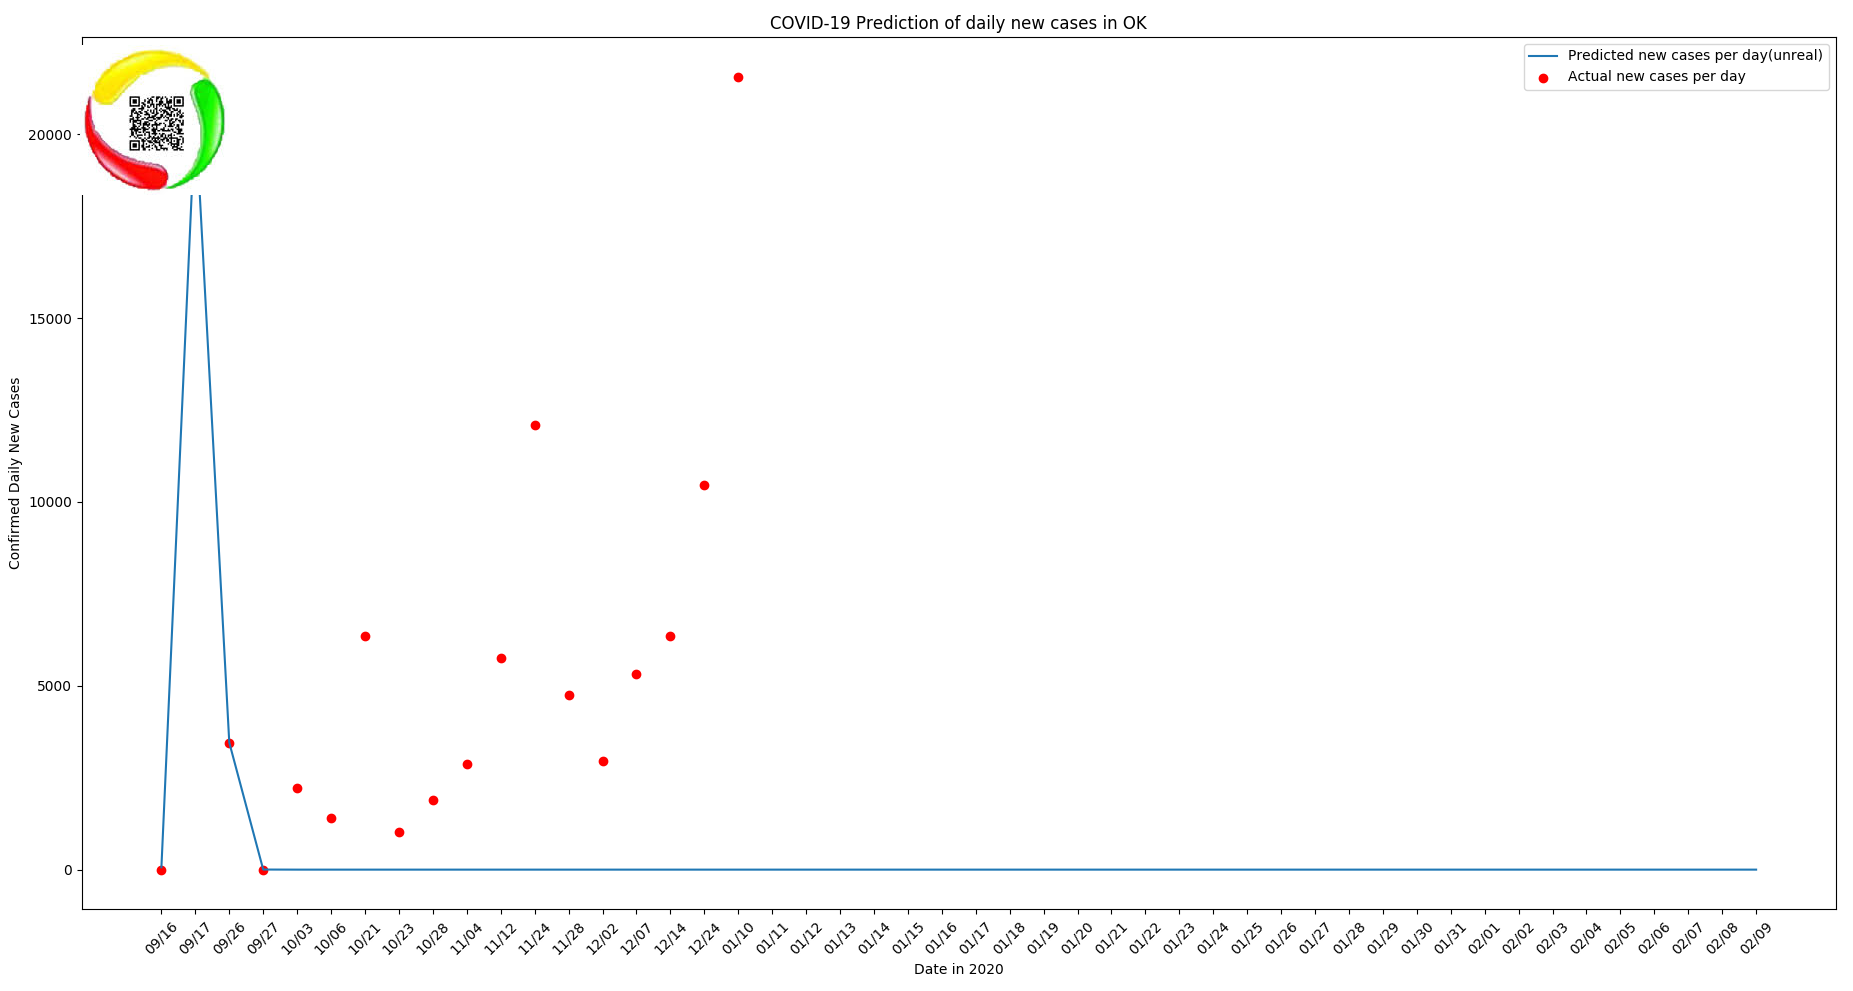 COVID-19 Prediction of daily new cases in OK
Predicted new cases per day(unreal)
Actual new cases per day
20000
15000
10000
5000
0
Confirmed Daily New Cases
09/16 09/17 09/26 09/27 10/03 10/06 10/21 10/23 10/28 11/04 11/12 11/24 11/28 12/02 12/07 12/14 12/24 01/10 01/11 01/12 01/13 01/14 01/15 01/16 01/17 01/18 01/19 01/20 01/21 01/22 01/23 01/24 01/25 01/26 01/27 01/28 01/29 01/30 01/31 02/01 02/02 02/03 02/04 02/05 02/06 02/07 02/08 02/09
Date in 2020